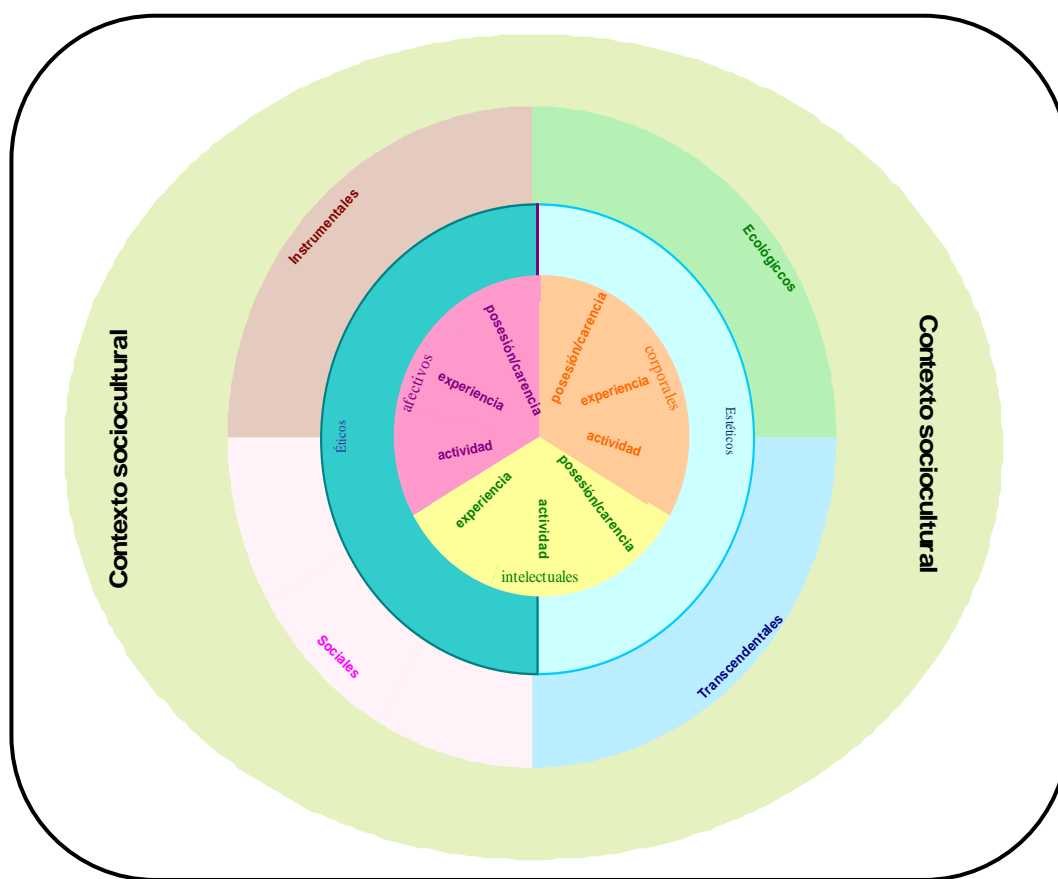 Instrumentales
Ecológiccos
Contexto sociocultural
Contexto sociocultural
Éticos
Estéticos
afectivos
posesión/carencia
experiencia
actividad
corporales
posesión/carencia
experiencia
actividad
experiencia
actividad
posesión/carencia
intelectuales
Sociales
Transcendentales